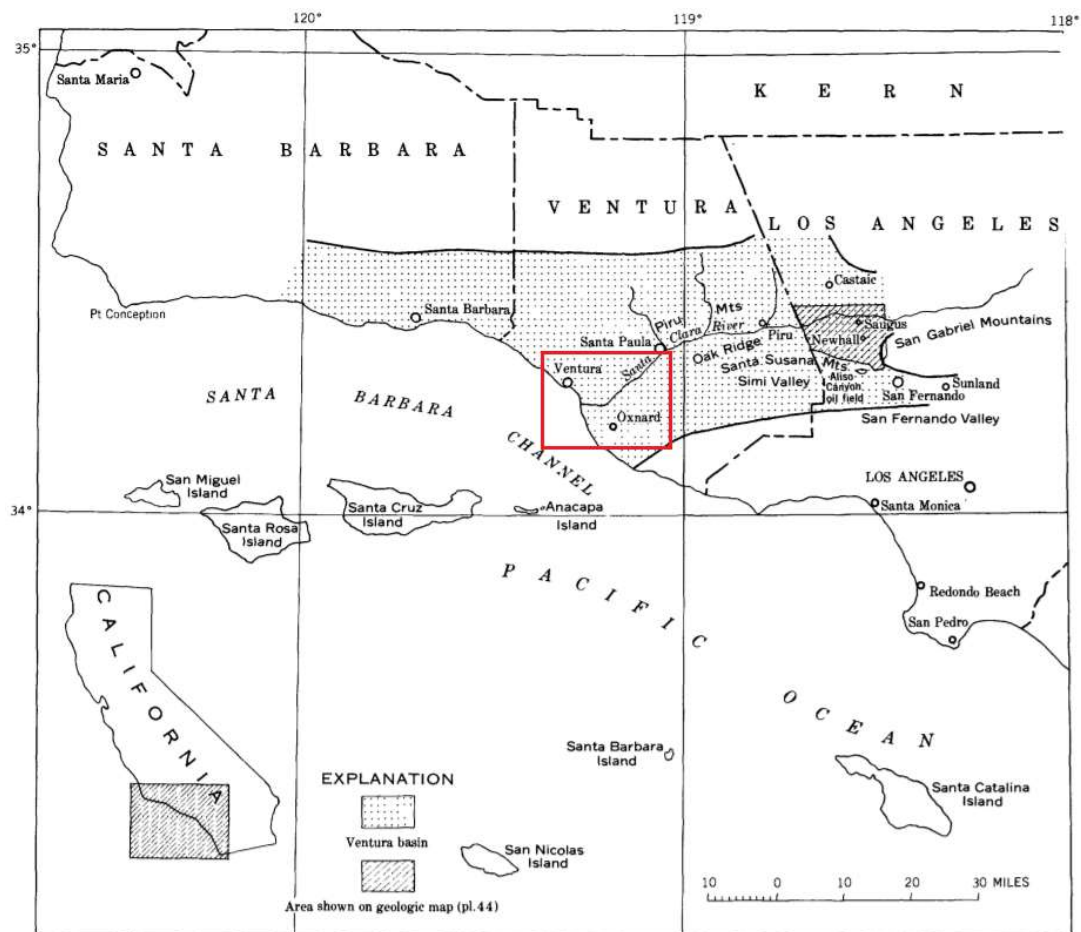 120°
119°
118°
35°
Santa Maria
K E R N
S A N T A B A R B A R A
V E N T U R A
L O S A N G E L E S
Castaic
Pt Conception
Santa Barbara
Piru Mts
Santa Clara River
Piru
Saugus
Newhall
San Gabriel Mountains
Santa Paula
Oak Ridge
Santa Susana Mts
Ventura
Simi Valley
Aliso
Canyon
oil field
San Fernando
Sunland
Oxnard
San Fernando Valley
SANTA BARBARA CHANNEL
LOS ANGELES
Santa Monica
San Miguel
Island
Santa Rosa
Island
Santa Cruz
Island
Anacapa
Island
34°
P A C I F I C
O C E A N
Redondo Beach
San Pedro
CALIFORNIA
Santa Barbara
Island
Santa Catalina
Island
San Nicolas
Island
EXPLANATION
Ventura basin
Area shown on geologic map (pl.44)
10 0 10 20 30 MILES